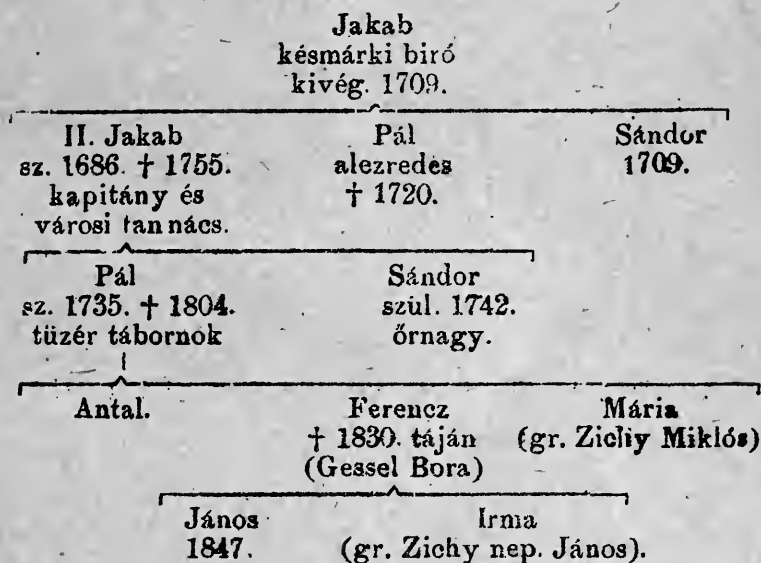 Jakab
késmárki biró
kivég. 1709.
II. Jakab Pál Sándor
sz. 1686. † 1755. alezredes 1709.
kapitány és † 1720.
városi tannács.
Pál Sándor
sz. 1735. † 1804. szül. 1742.
tüzér tábornok őrnagy.
Antal. Ferencz Mária
† 1830. táján (gr. Zichy Miklós)
(Gessel Bora)
János Irma
1847. (gr. Zichy nep. János).